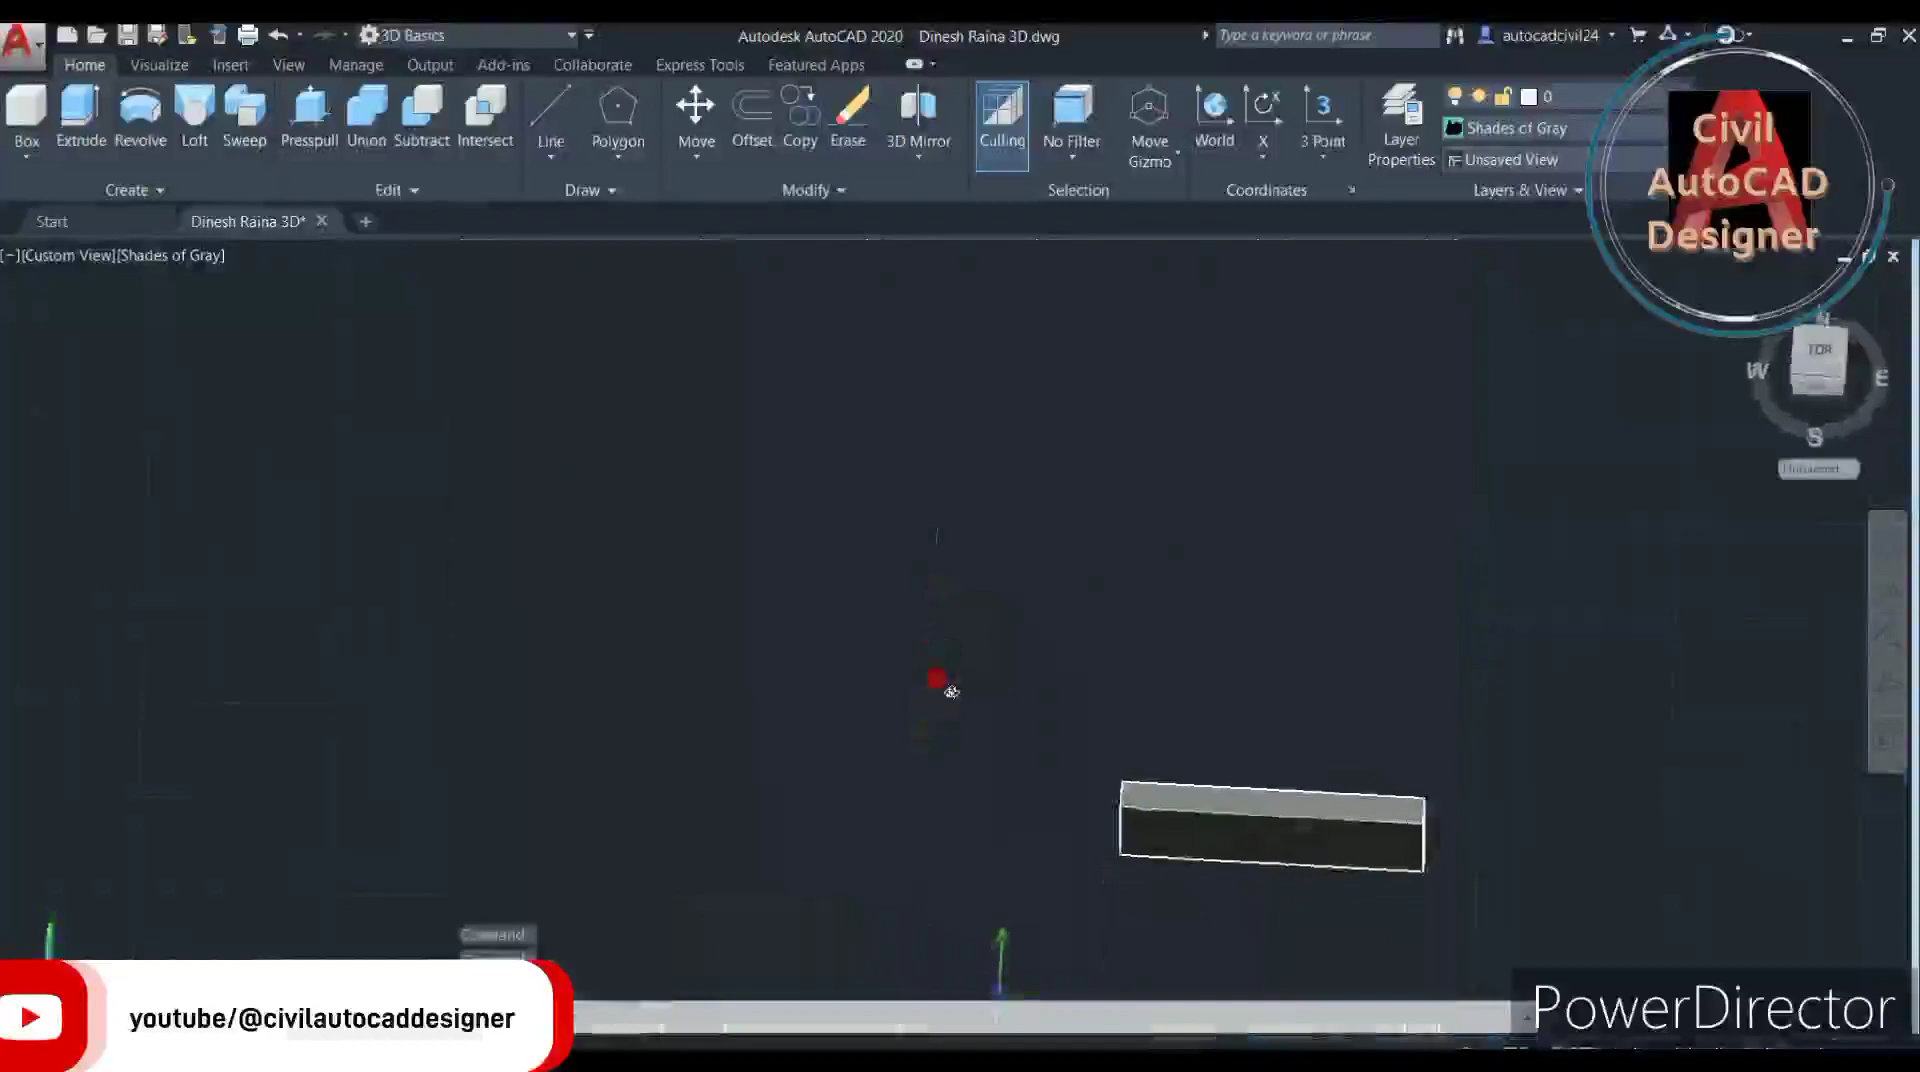 3D Basics
Autodesk AutoCAD 2020 Dinesh Raina 3D.dwg
Type a keyword or phrase
autocadcivil24
Home Visualize Insert View Manage Output Add-ins Collaborate Express Tools Featured Apps
Box Extrude Revolve Loft Sweep Presspull Union Subtract Intersect Line Polygon Move Offset Copy Erase 3D Mirror Culling No Filter Move Gizmo World X 3 Point Layer Properties
0
Shades of Gray
Unsaved View
Create Edit Draw Modify Selection Coordinates Layers & View
Civil
AutoCAD
Designer
Start Dinesh Raina 3D*
[−][Custom View][Shades of Gray]
W E
S
Command
youtube/@civilautocaddesigner
PowerDirector